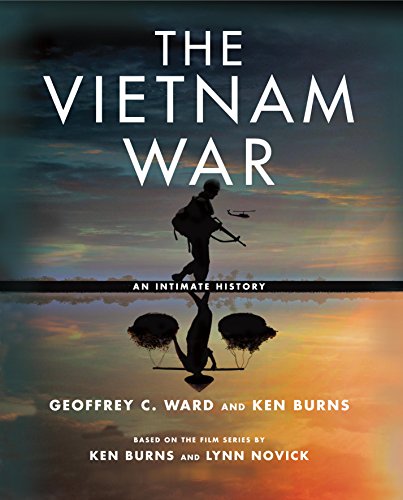 THE
VIETNAM
WAR
AN INTIMATE HISTORY
GEOFFREY C. WARD AND KEN BURNS
BASED ON THE FILM SERIES BY
KEN BURNS AND LYNN NOVICK